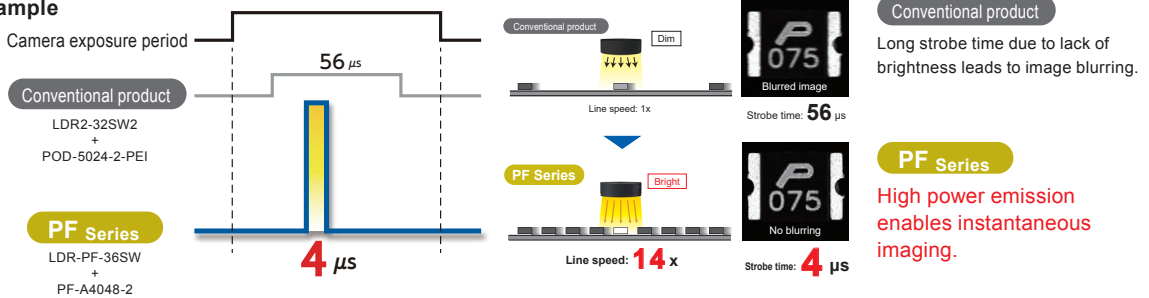 ample
Camera exposure period
56 μs
Conventional product
LDR2-32SW2
+
POD-5024-2-PEI
PF Series
LDR-PF-36SW
+
PF-A4048-2
4 μs
Conventional product
Dim
Line speed: 1x
P
075
Blurred image
Strobe time: 56 μs
PF Series
Bright
Line speed: 14 x
P
075
No blurring
Strobe time: 4 μs
Conventional product
Long strobe time due to lack of
brightness leads to image blurring.
PF Series
High power emission
enables instantaneous
imaging.